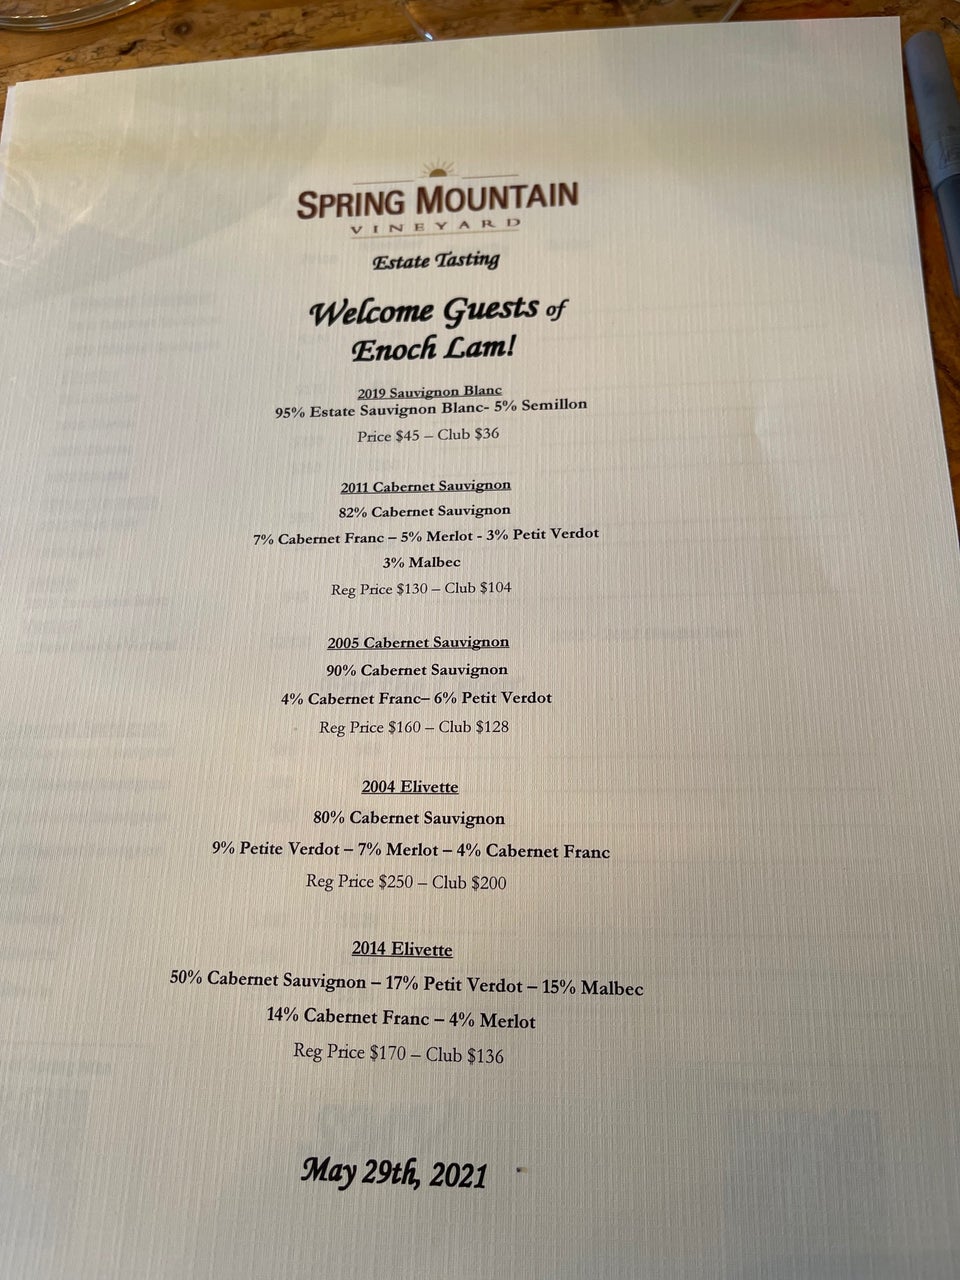 SPRING MOUNTAIN
VINEYARD
Estate Tasting
Welcome Guests of
Enoch Lam!
2019 Sauvignon Blanc
95% Estate Sauvignon Blanc- 5% Semillon
Price $45 – Club $36
2011 Cabernet Sauvignon
82% Cabernet Sauvignon
7% Cabernet Franc – 5% Merlot - 3% Petit Verdot
3% Malbec
Reg Price $130 – Club $104
2005 Cabernet Sauvignon
90% Cabernet Sauvignon
4% Cabernet Franc– 6% Petit Verdot
Reg Price $160 – Club $128
2004 Elivette
80% Cabernet Sauvignon
9% Petite Verdot – 7% Merlot – 4% Cabernet Franc
Reg Price $250 – Club $200
2014 Elivette
50% Cabernet Sauvignon – 17% Petit Verdot – 15% Malbec
14% Cabernet Franc – 4% Merlot
Reg Price $170 – Club $136
May 29th, 2021